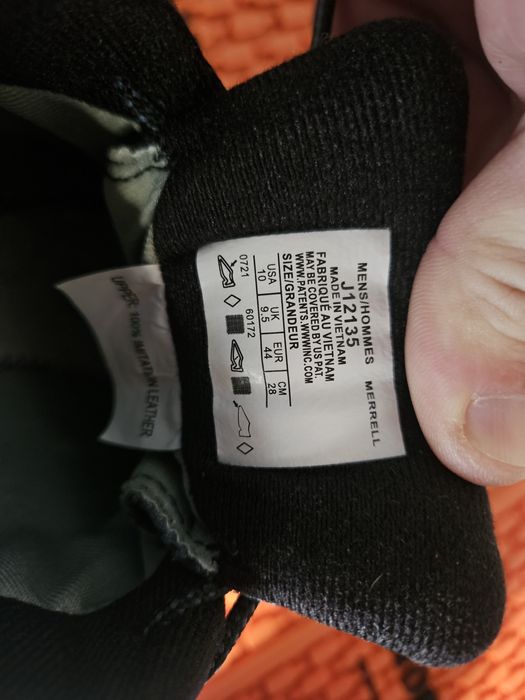 MENS/HOMMES MERRELL
J12135
MADE IN VIETNAM
FABRIQUÉ AU VIETNAM
MAY BE COVERED BY US PAT.
WWW.PATENTS.WWWINC.COM
SIZE/GRANDEUR
USA UK EUR CM
10 9.5 44 28
0721 60172
UPPER 100% IMITATION LEATHER